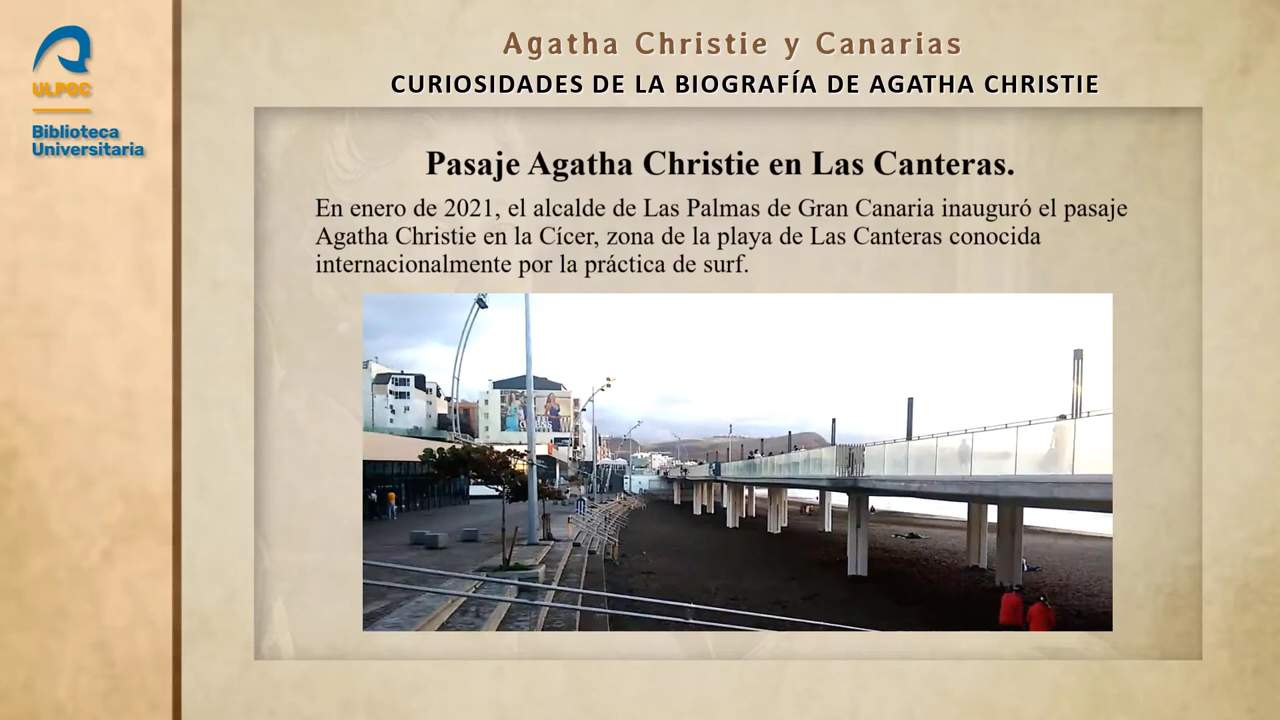 ULPGC
Biblioteca
Universitaria
Agatha Christie y Canarias
CURIOSIDADES DE LA BIOGRAFÍA DE AGATHA CHRISTIE
Pasaje Agatha Christie en Las Canteras.
En enero de 2021, el alcalde de Las Palmas de Gran Canaria inauguró el pasaje
Agatha Christie en la Cícer, zona de la playa de Las Canteras conocida
internacionalmente por la práctica de surf.